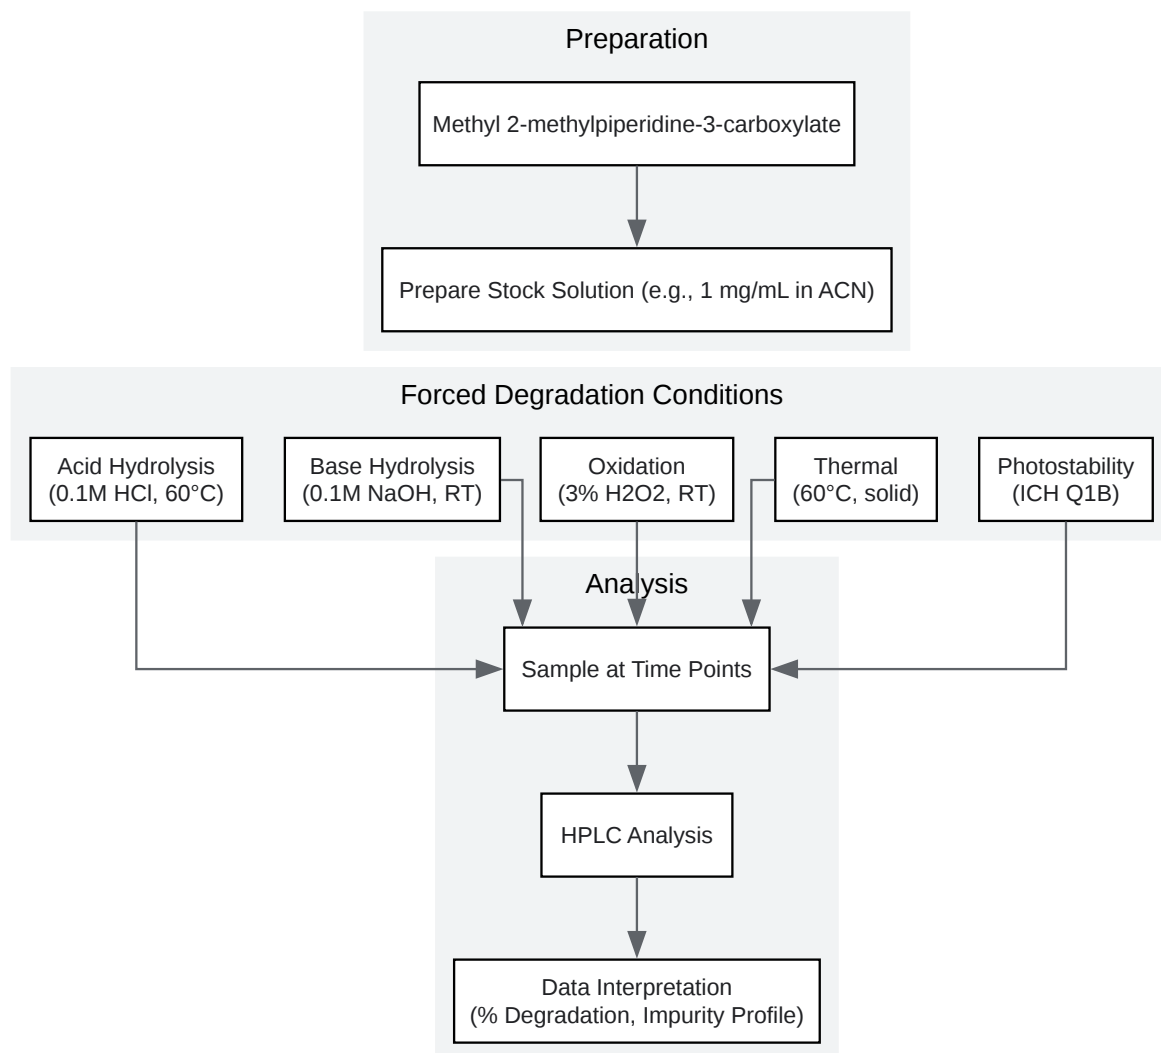 Preparation
Methyl 2-methylpiperidine-3-carboxylate
Prepare Stock Solution (e.g., 1 mg/mL in ACN)
Forced Degradation Conditions
Acid Hydrolysis
(0.1M HCl, 60°C)
Base Hydrolysis
(0.1M NaOH, RT)
Oxidation
(3% H2O2, RT)
Thermal
(60°C, solid)
Photostability
(ICH Q1B)
Analysis
Sample at Time Points
HPLC Analysis
Data Interpretation
(% Degradation, Impurity Profile)